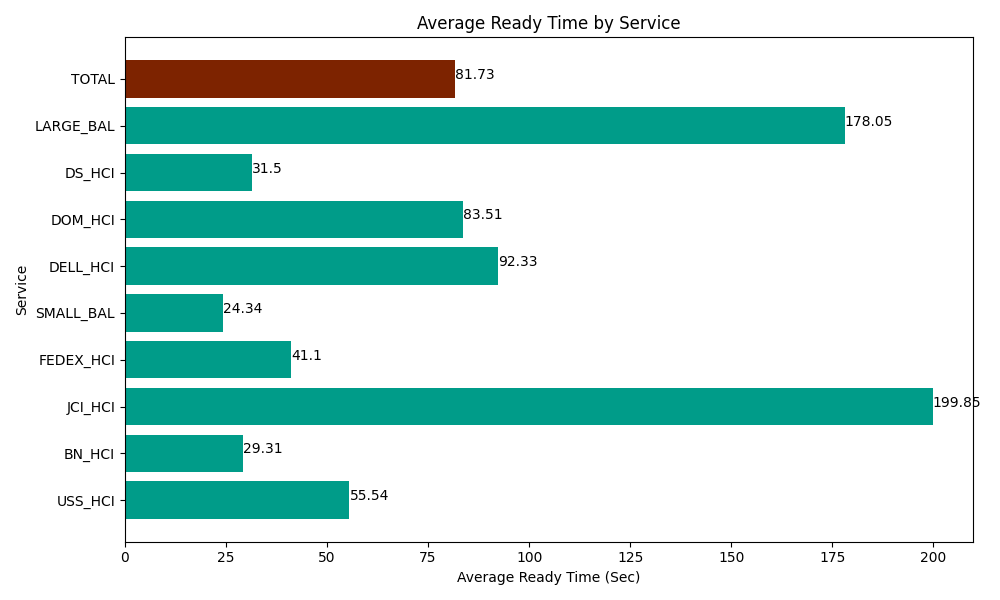 Average Ready Time by Service
Service
TOTAL 81.73
LARGE_BAL 178.05
DS_HCI 31.5
DOM_HCI 83.51
DELL_HCI 92.33
SMALL_BAL 24.34
FEDEX_HCI 41.1
JCI_HCI 199.85
BN_HCI 29.31
USS_HCI 55.54
0 25 50 75 100 125 150 175 200
Average Ready Time (Sec)